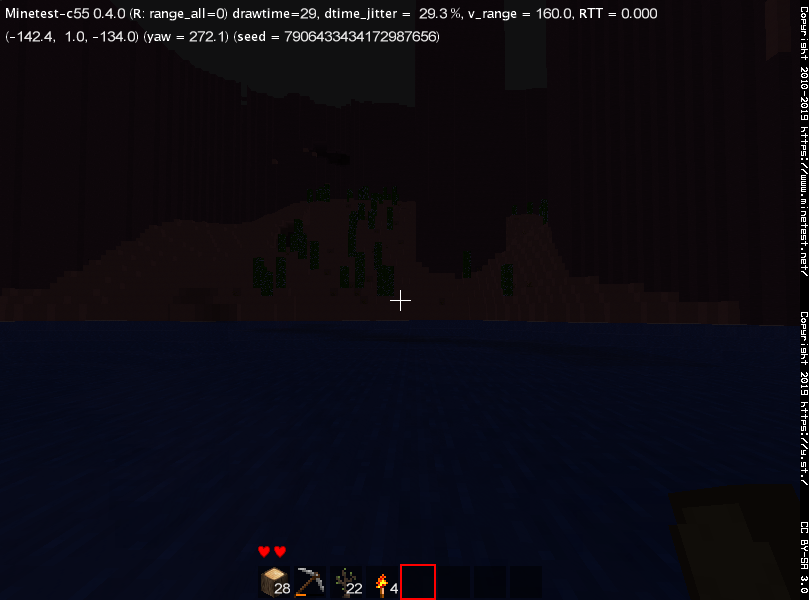 Minetest-c55 0.4.0 (R: range_all=0) drawtime=29, dtime_jitter =  29.3 %, v_range = 160.0, RTT = 0.000
(-142.4,  1.0, -134.0) (yaw = 272.1) (seed = 7906433434172987656)
28
22
4
Copyright 2010-2019 https://www.minetest.net/
Copyright 2019 https://y.st./
CC BY-SA 3.0